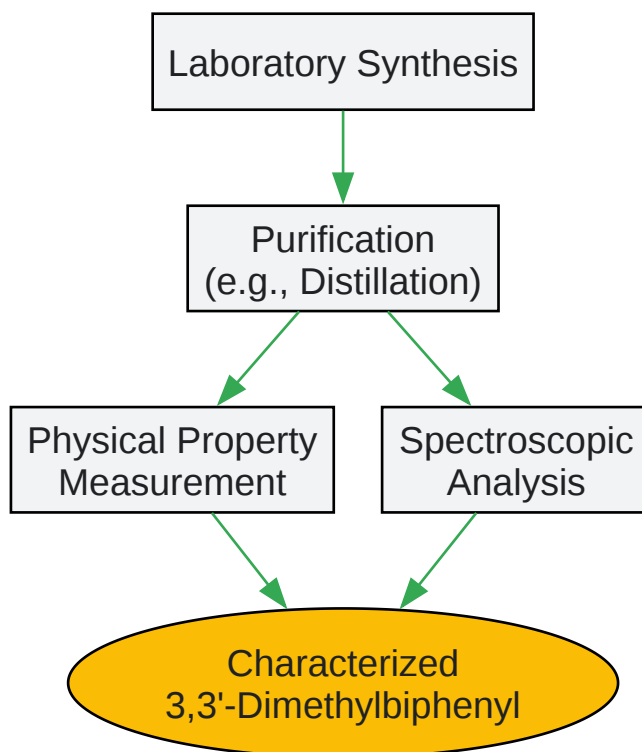 Laboratory Synthesis
Purification
(e.g., Distillation)
Physical Property
Measurement
Spectroscopic
Analysis
Characterized
3,3'-Dimethylbiphenyl